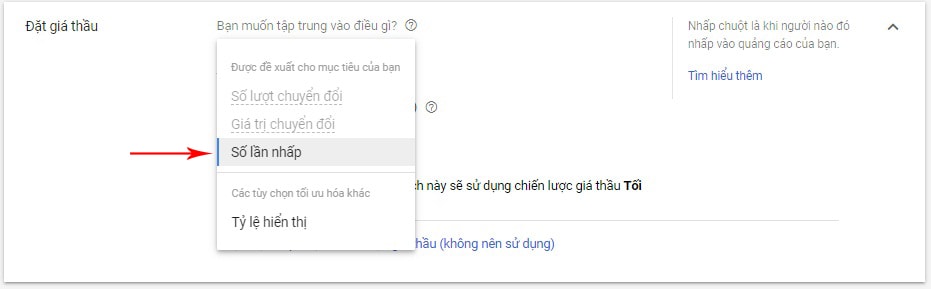 Đặt giá thầu
Bạn muốn tập trung vào điều gì?
Được đề xuất cho mục tiêu của bạn
Số lượt chuyển đổi
Giá trị chuyển đổi
Số lần nhấp
Các tùy chọn tối ưu hóa khác
Tỷ lệ hiển thị
này sẽ sử dụng chiến lược giá thầu Tối
(không nên sử dụng)
Nhấp chuột là khi người nào đó
nhấp vào quảng cáo của bạn.
Tìm hiểu thêm